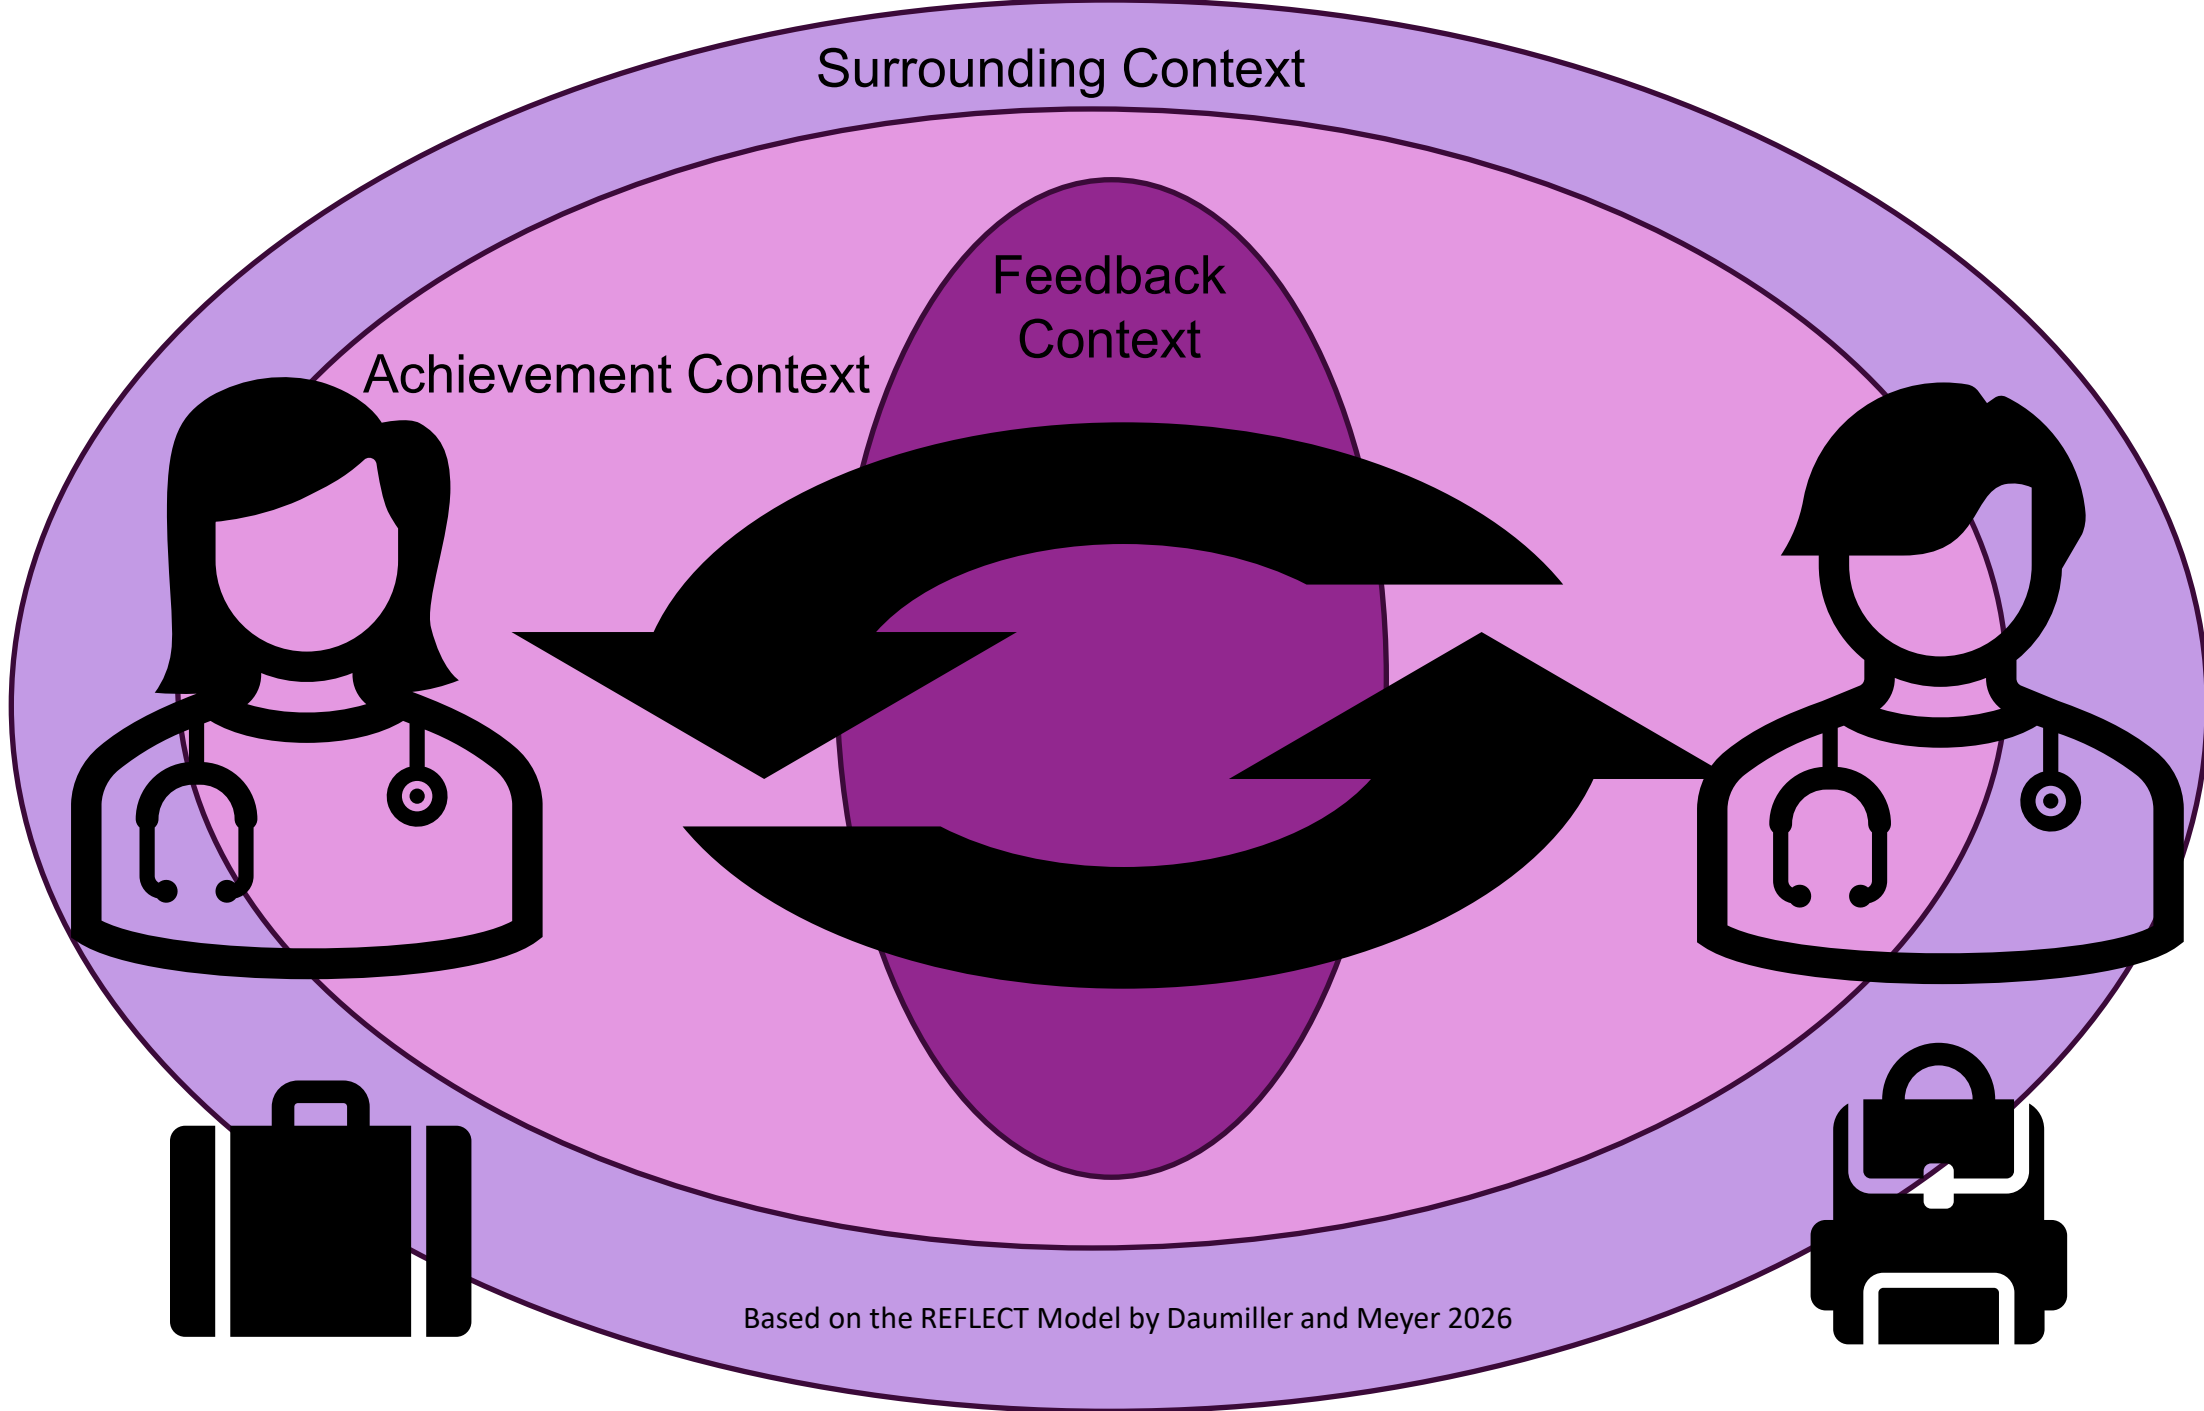 Surrounding Context
Feedback
Context
Achievement Context
Based on the REFLECT Model by Daumiller and Meyer 2026